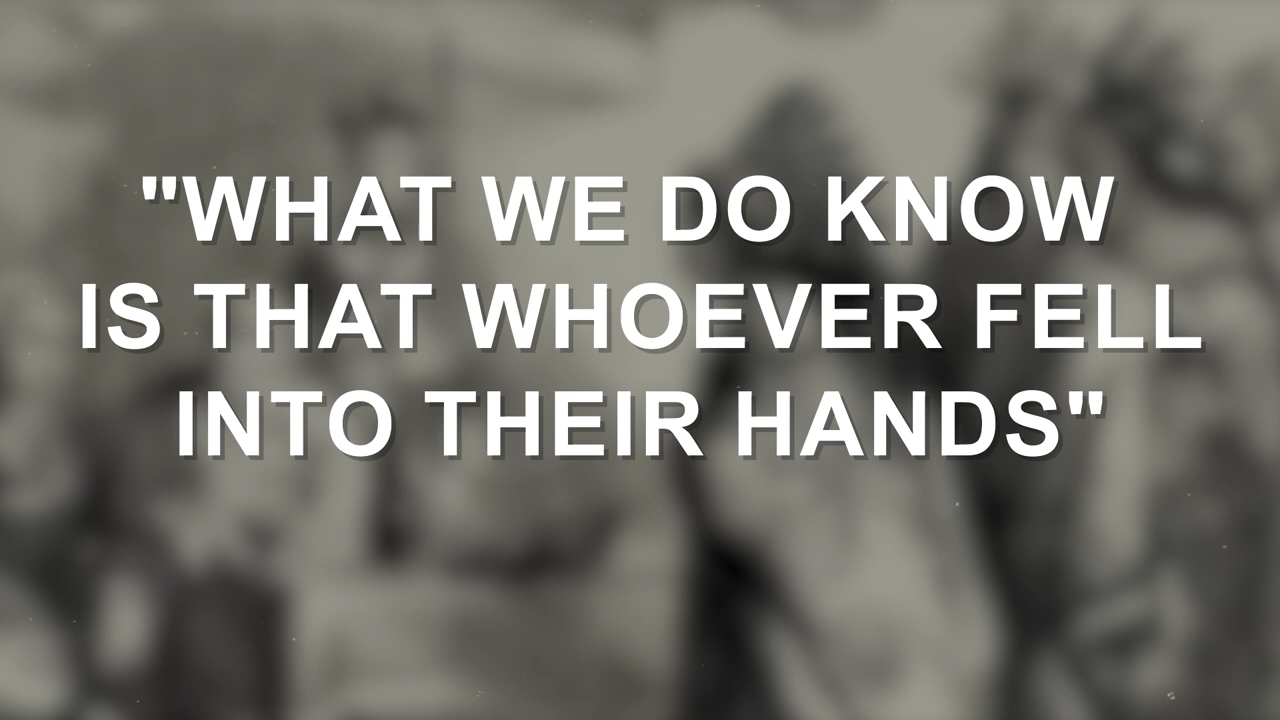 "WHAT WE DO KNOW
IS THAT WHOEVER FELL
INTO THEIR HANDS"